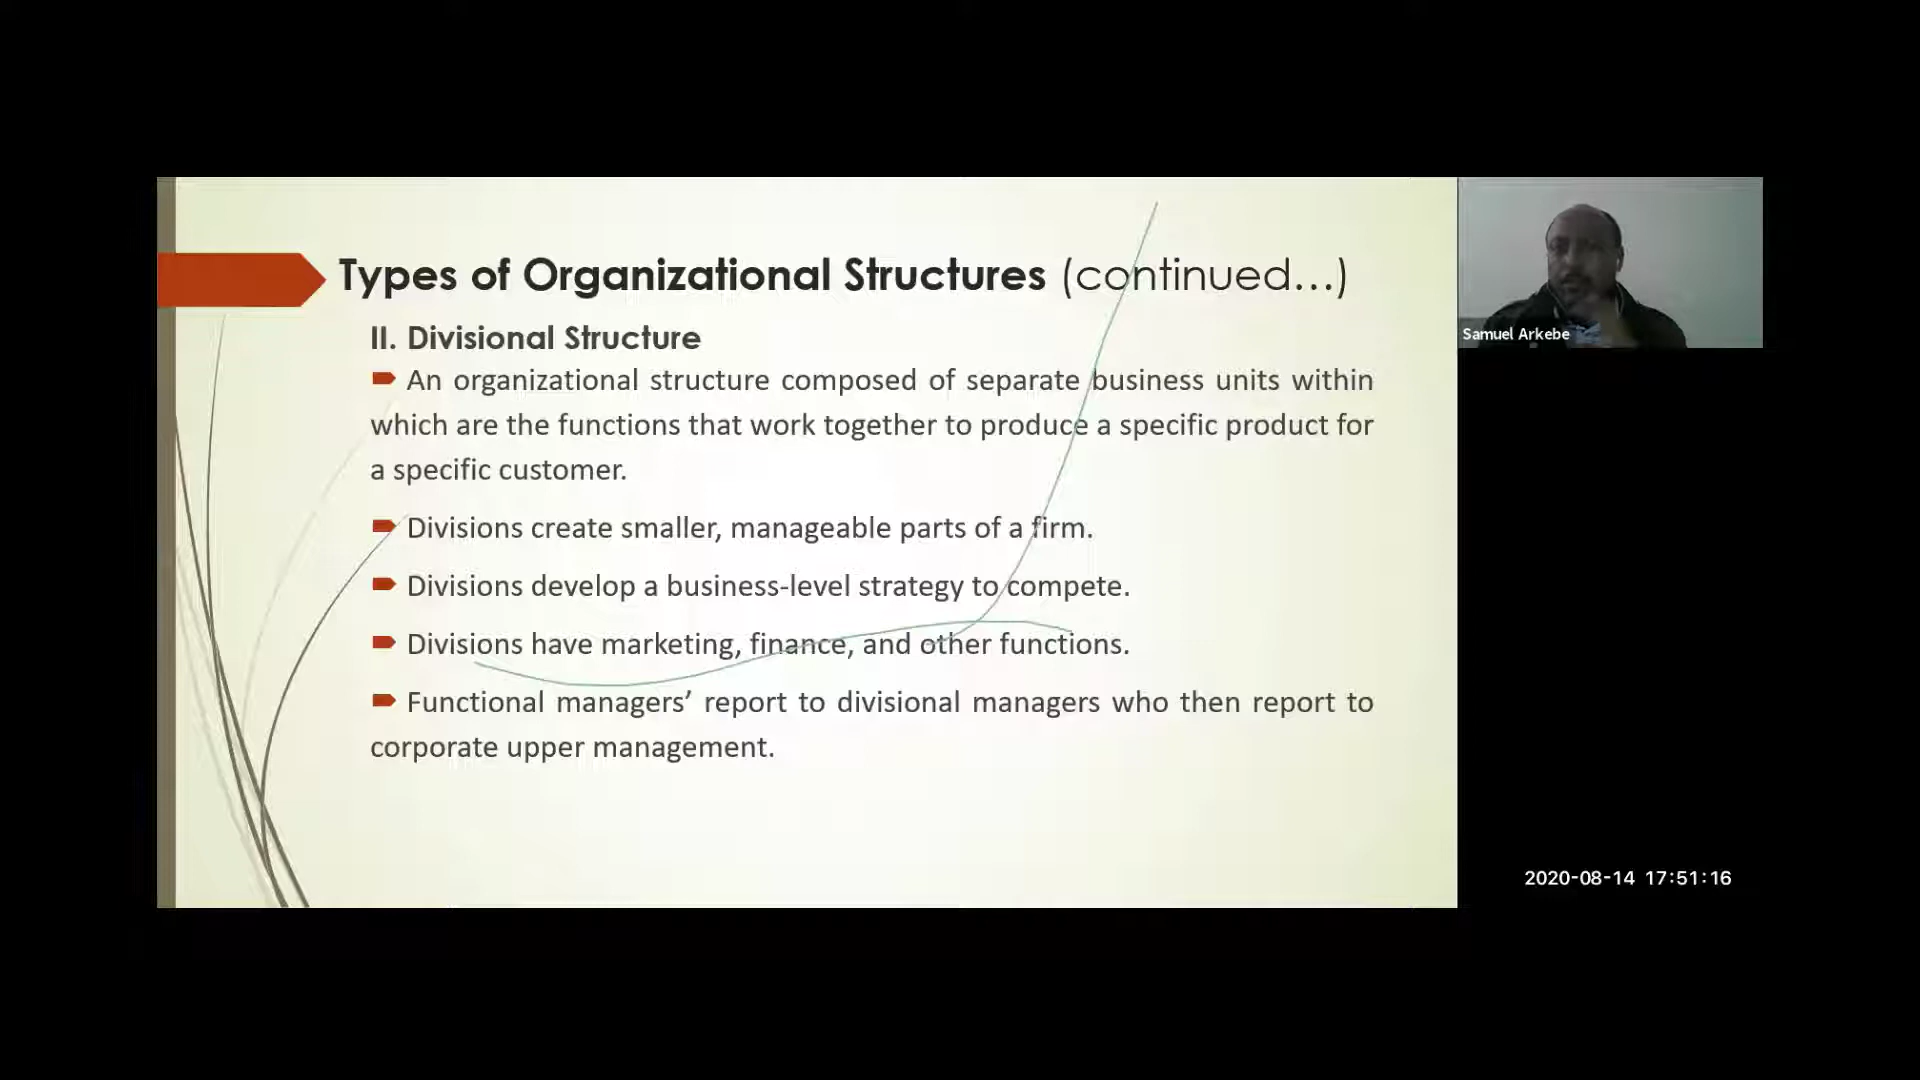 Types of Organizational Structures (continued...)
II. Divisional Structure
An organizational structure composed of separate business units within
which are the functions that work together to produce a specific product for
a specific customer.
Divisions create smaller, manageable parts of a firm.
Divisions develop a business-level strategy to compete.
Divisions have marketing, finance, and other functions.
Functional managers’ report to divisional managers who then report to
corporate upper management.
Samuel Arkebe
2020-08-14 17:51:16